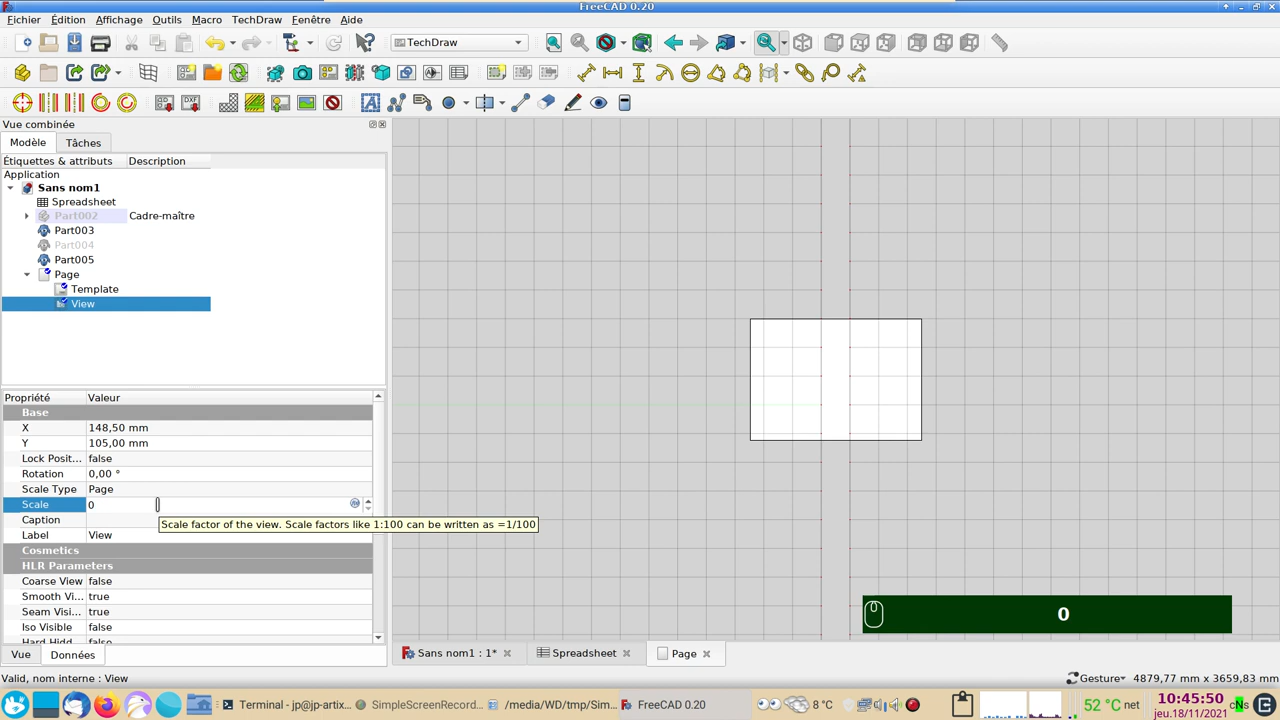 FreeCAD 0.20
Fichier Édition Affichage Outils Macro TechDraw Fenêtre Aide
TechDraw
Vue combinée
Modèle Tâches
Étiquettes & attributs Description
Application
Sans nom1
Spreadsheet
Part002 Cadre-maître
Part003
Part004
Part005
Page
Template
View
Propriété Valeur
Base
X 148,50 mm
Y 105,00 mm
Lock Posit... false
Rotation 0,00 °
Scale Type Page
Scale 0
Caption
Scale factor of the view. Scale factors like 1:100 can be written as =1/100
Label View
Cosmetics
HLR Parameters
Coarse View false
Smooth Vi... true
Seam Visi... true
Iso Visible false
Hard Hidd... false
0
Vue Données
Sans nom1 : 1* Spreadsheet Page
Valid, nom interne : View
Gesture 4879,77 mm x 3659,83 mm
Terminal - jp@jp-artix...
SimpleScreenRecord...
/media/WD/tmp/Sim...
FreeCAD 0.20
8 °C
52 °C net
10:45:50
jeu.18/11/2021
cNs